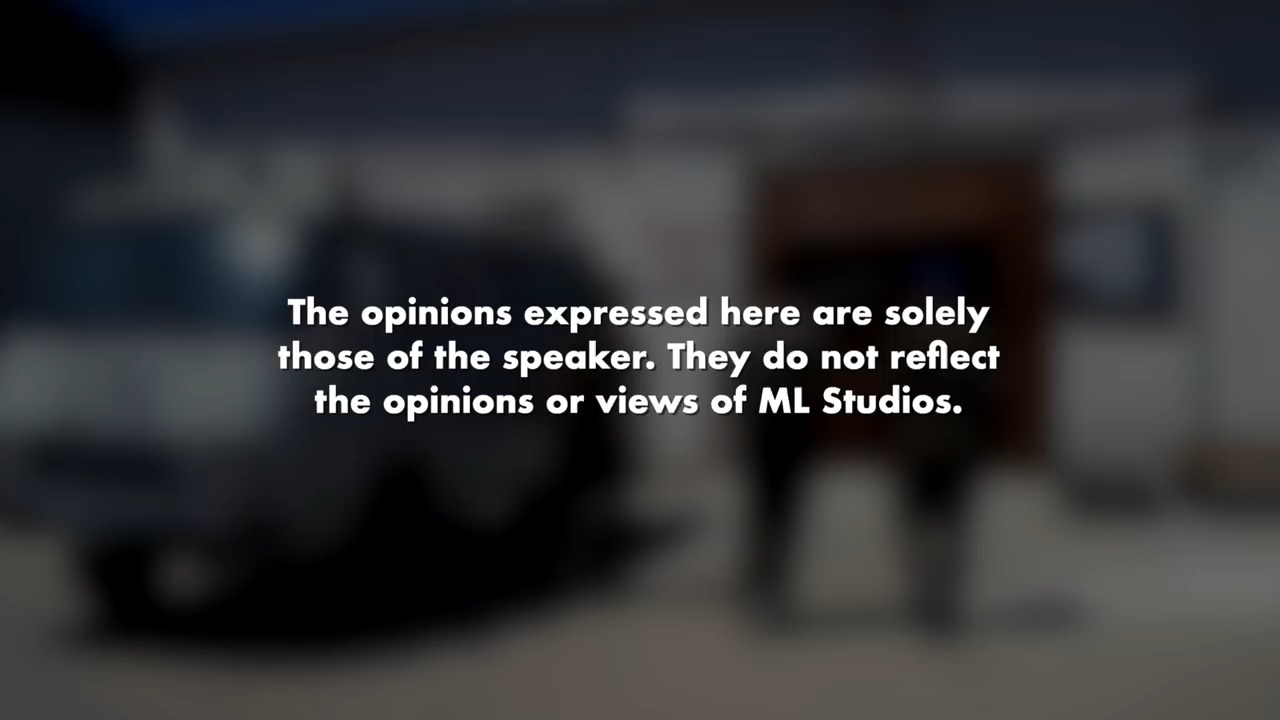 The opinions expressed here are solely
those of the speaker. They do not reflect
the opinions or views of ML Studios.